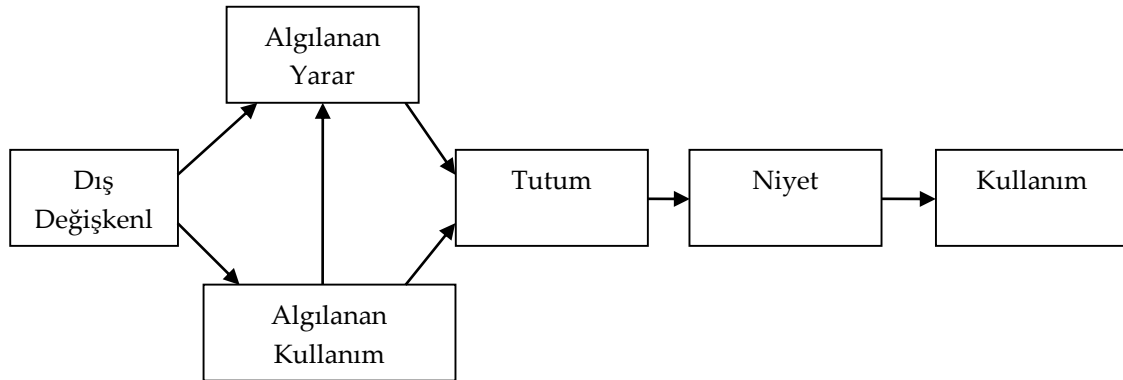 Algılanan
Yarar
Dış
Değişkenl
Tutum
Niyet
Kullanım
Algılanan
Kullanım